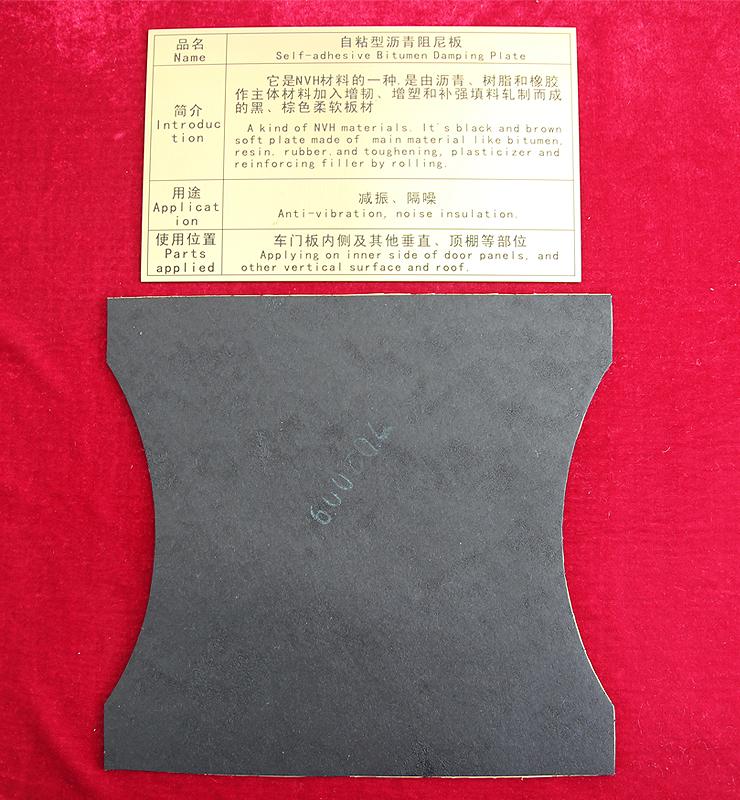 品名
Name
自粘型沥青阻尼板
Self-adhesive Bitumen Damping Plate
简介
Introduc
tion
它是NVH材料的一种,是由沥青、树脂和橡胶
作主体材料加入增韧、增塑和补强填料轧制而成
的黑、棕色柔软板材
A kind of NVH materials. It's black and brown
soft plate made of main material like bitumen,
resin, rubber, and toughening, plasticizer and
reinforcing filler by rolling.
用途
Applicat
ion
减振、隔噪
Anti-vibration, noise insulation.
使用位置
Parts
applied
车门板内侧及其他垂直、顶棚等部位
Applying on inner side of door panels, and
other vertical surface and roof.